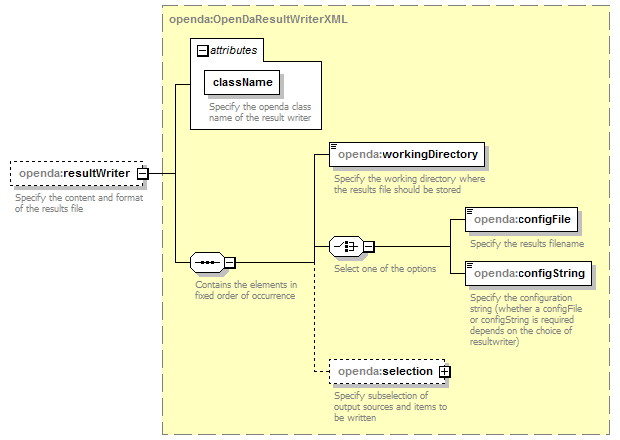 openda:OpenDaResultWriterXML
attributes
className
Specify the openda class
name of the result writer
openda:resultWriter
Specify the content and format
of the results file
openda:workingDirectory
Specify the working directory where
the results file should be stored
Contains the elements in
fixed order of occurrence
Select one of the options
openda:configFile
Specify the results filename
openda:configString
Specify the configuration
string (whether a configFile
or configString is required
depends on the choice of
resultwriter)
openda:selection
Specify subselection of
output sources and items to
be written